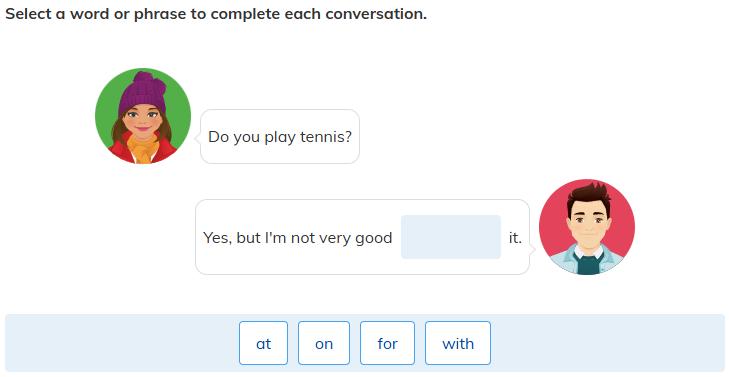 Select a word or phrase to complete each conversation.
Do you play tennis?
Yes, but I'm not very good it.
at on for with